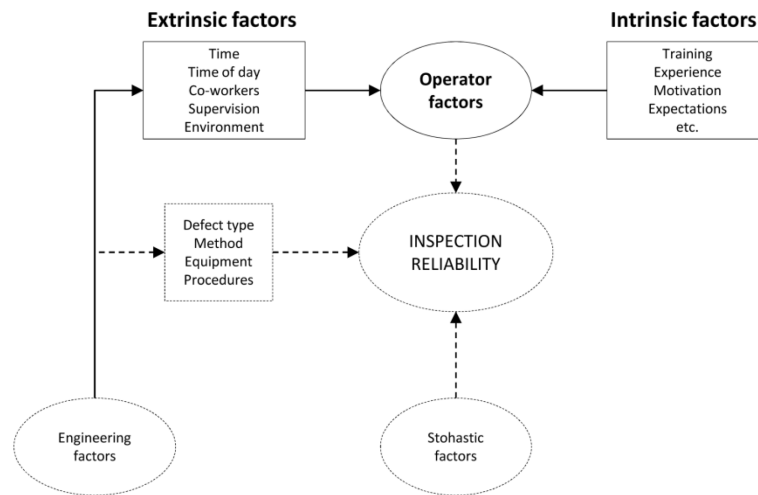 Extrinsic factors
Time
Time of day
Co-workers
Supervision
Environment
Operator
factors
Intrinsic factors
Training
Experience
Motivation
Expectations
etc.
Defect type
Method
Equipment
Procedures
INSPECTION
RELIABILITY
Engineering
factors
Stohastic
factors